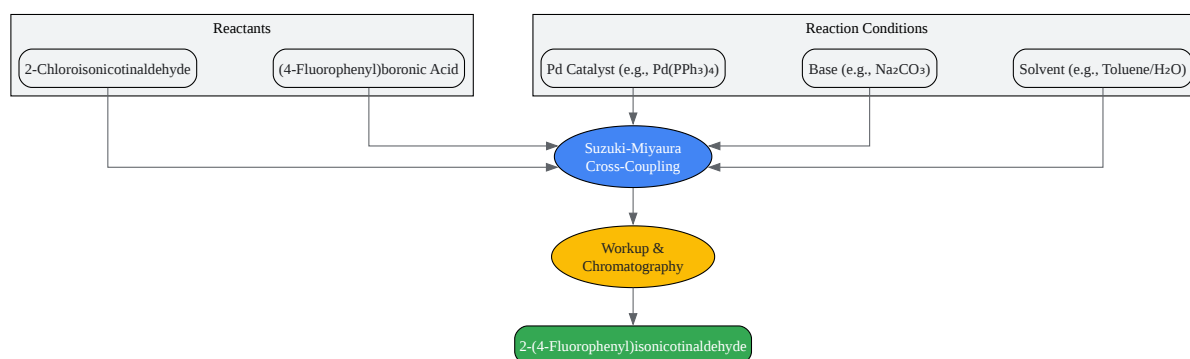 Reactants
Reaction Conditions
2-Chloroisonicotinaldehyde
(4-Fluorophenyl)boronic Acid
Pd Catalyst (e.g., Pd(PPh₃)₄)
Base (e.g., Na₂CO₃)
Solvent (e.g., Toluene/H₂O)
Suzuki-Miyaura
Cross-Coupling
Workup &
Chromatography
2-(4-Fluorophenyl)isonicotinaldehyde